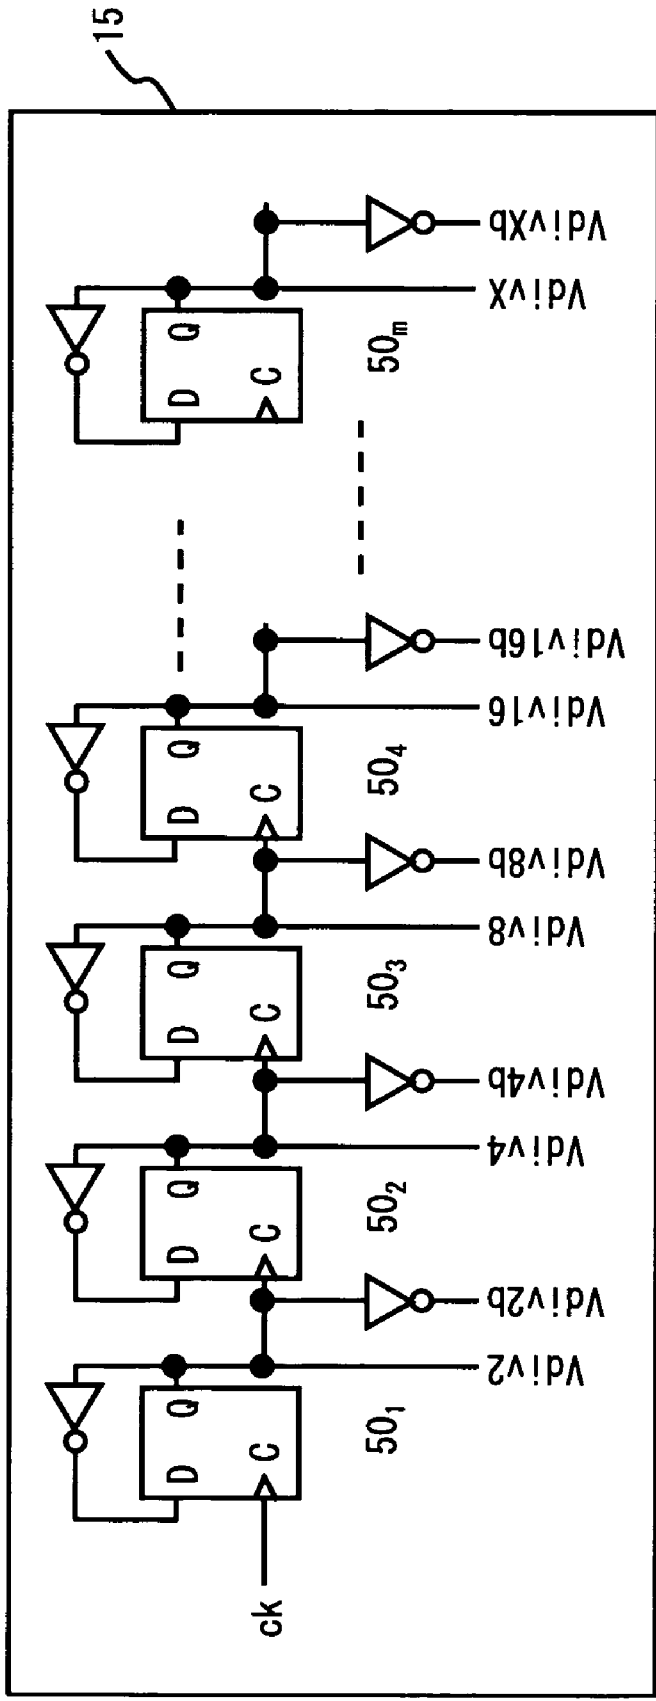 15
D Q
C
D Q
C
D Q
C
D Q
C
D Q
C
ck
50₁
50₂
50₃
50₄
50ₘ
Vdiv2
Vdiv2b
Vdiv4
Vdiv4b
Vdiv8
Vdiv8b
Vdiv16
Vdiv16b
VdivX
VdivXb